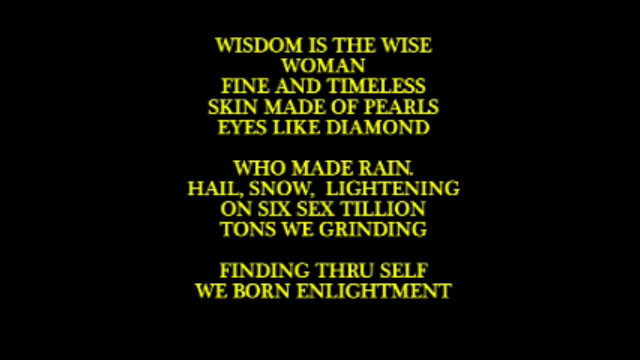 WISDOM IS THE WISE
WOMAN
FINE AND TIMELESS
SKIN MADE OF PEARLS
EYES LIKE DIAMOND
WHO MADE RAIN.
HAIL, SNOW,  LIGHTENING
ON SIX SEX TILLION
TONS WE GRINDING
FINDING THRU SELF
WE BORN ENLIGHTMENT